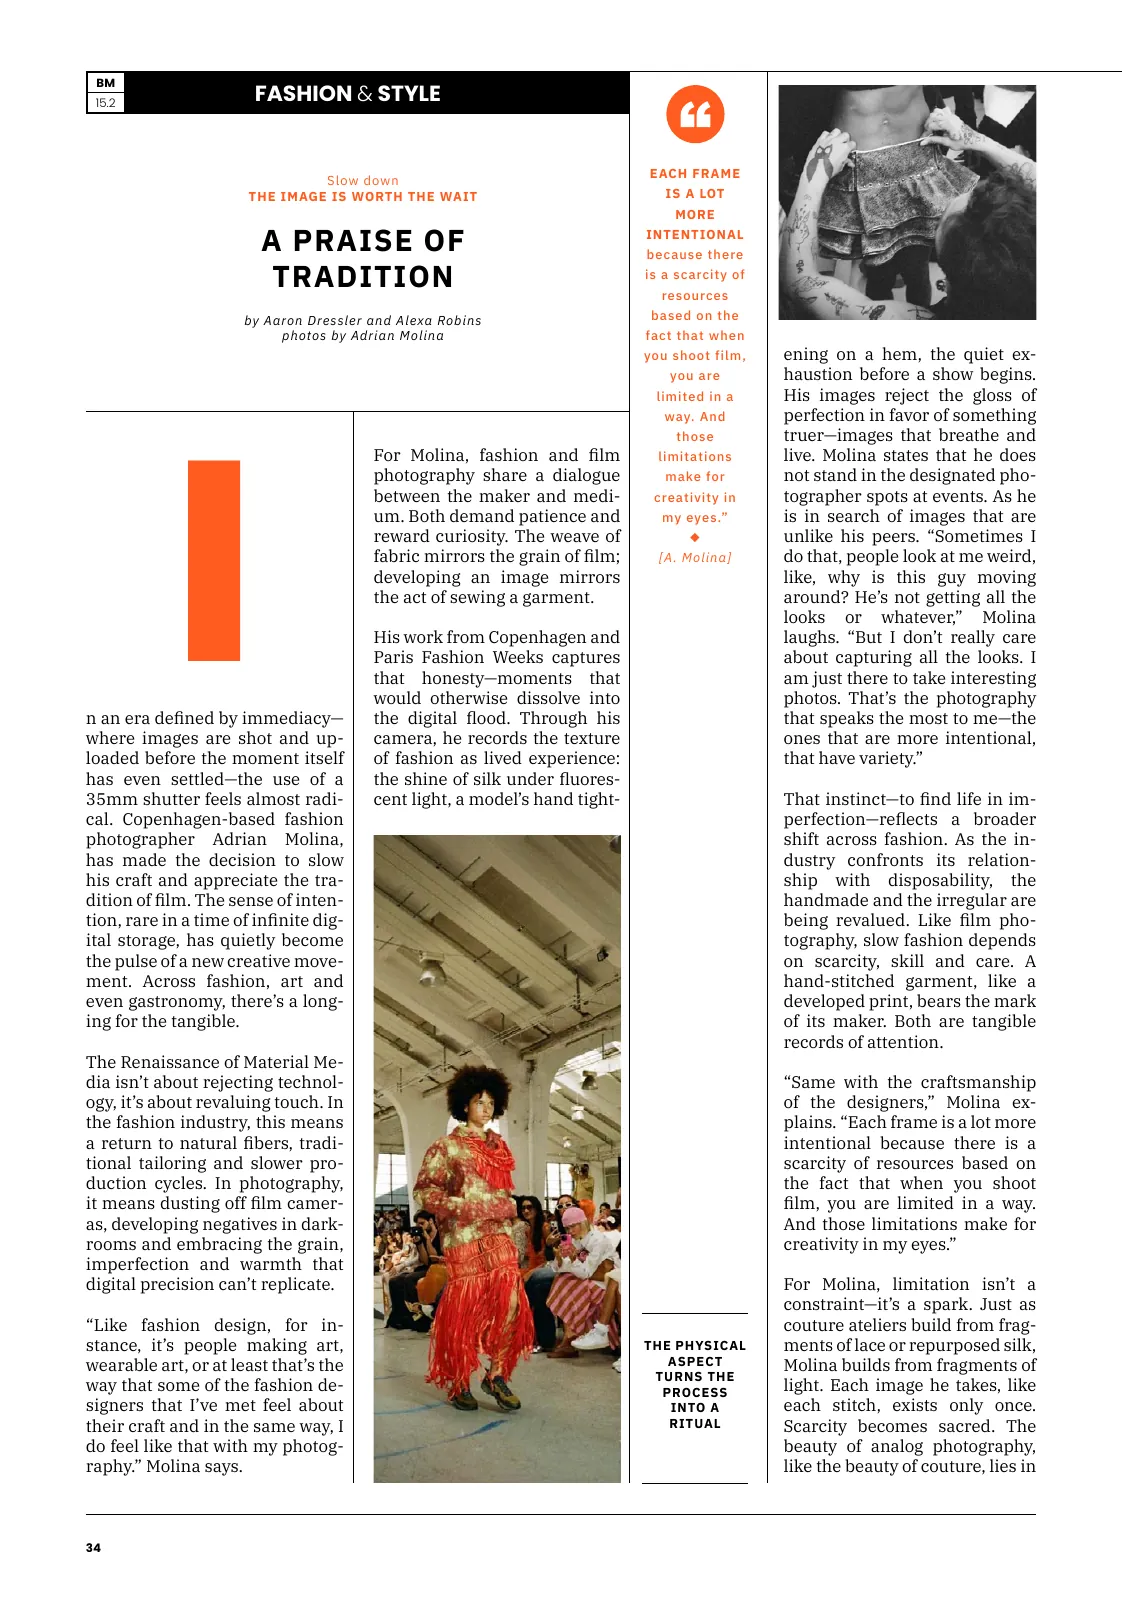 BM
15.2
FASHION & STYLE
Slow down
THE IMAGE IS WORTH THE WAIT
A PRAISE OF
TRADITION
by Aaron Dressler and Alexa Robins
photos by Adrian Molina
I
n an era defined by immediacy—
where images are shot and up-
loaded before the moment itself
has even settled—the use of a
35mm shutter feels almost radi-
cal. Copenhagen-based fashion
photographer Adrian Molina,
has made the decision to slow
his craft and appreciate the tra-
dition of film. The sense of inten-
tion, rare in a time of infinite dig-
ital storage, has quietly become
the pulse of a new creative move-
ment. Across fashion, art and
even gastronomy, there’s a long-
ing for the tangible.
The Renaissance of Material Me-
dia isn’t about rejecting technol-
ogy, it’s about revaluing touch. In
the fashion industry, this means
a return to natural fibers, tradi-
tional tailoring and slower pro-
duction cycles. In photography,
it means dusting off film camer-
as, developing negatives in dark-
rooms and embracing the grain,
imperfection and warmth that
digital precision can’t replicate.
“Like fashion design, for in-
stance, it’s people making art,
wearable art, or at least that’s the
way that some of the fashion de-
signers that I’ve met feel about
their craft and in the same way, I
do feel like that with my photog-
raphy.” Molina says.
For Molina, fashion and film
photography share a dialogue
between the maker and medi-
um. Both demand patience and
reward curiosity. The weave of
fabric mirrors the grain of film;
developing an image mirrors
the act of sewing a garment.
His work from Copenhagen and
Paris Fashion Weeks captures
that honesty—moments that
would otherwise dissolve into
the digital flood. Through his
camera, he records the texture
of fashion as lived experience:
the shine of silk under fluores-
cent light, a model’s hand tight-
“
EACH FRAME
IS A LOT
MORE
INTENTIONAL
because there
is a scarcity of
resources
based on the
fact that when
you shoot film,
you are
limited in a
way. And
those
limitations
make for
creativity in
my eyes.”
◆
[A. Molina]
THE PHYSICAL
ASPECT
TURNS THE
PROCESS
INTO A
RITUAL
ening on a hem, the quiet ex-
haustion before a show begins.
His images reject the gloss of
perfection in favor of something
truer—images that breathe and
live. Molina states that he does
not stand in the designated pho-
tographer spots at events. As he
is in search of images that are
unlike his peers. “Sometimes I
do that, people look at me weird,
like, why is this guy moving
around? He’s not getting all the
looks or whatever,” Molina
laughs. “But I don’t really care
about capturing all the looks. I
am just there to take interesting
photos. That’s the photography
that speaks the most to me—the
ones that are more intentional,
that have variety.”
That instinct—to find life in im-
perfection—reflects a broader
shift across fashion. As the in-
dustry confronts its relation-
ship with disposability, the
handmade and the irregular are
being revalued. Like film pho-
tography, slow fashion depends
on scarcity, skill and care. A
hand-stitched garment, like a
developed print, bears the mark
of its maker. Both are tangible
records of attention.
“Same with the craftsmanship
of the designers,” Molina ex-
plains. “Each frame is a lot more
intentional because there is a
scarcity of resources based on
the fact that when you shoot
film, you are limited in a way.
And those limitations make for
creativity in my eyes.”
For Molina, limitation isn’t a
constraint—it’s a spark. Just as
couture ateliers build from frag-
ments of lace or repurposed silk,
Molina builds from fragments of
light. Each image he takes, like
each stitch, exists only once.
Scarcity becomes sacred. The
beauty of analog photography,
like the beauty of couture, lies in
34